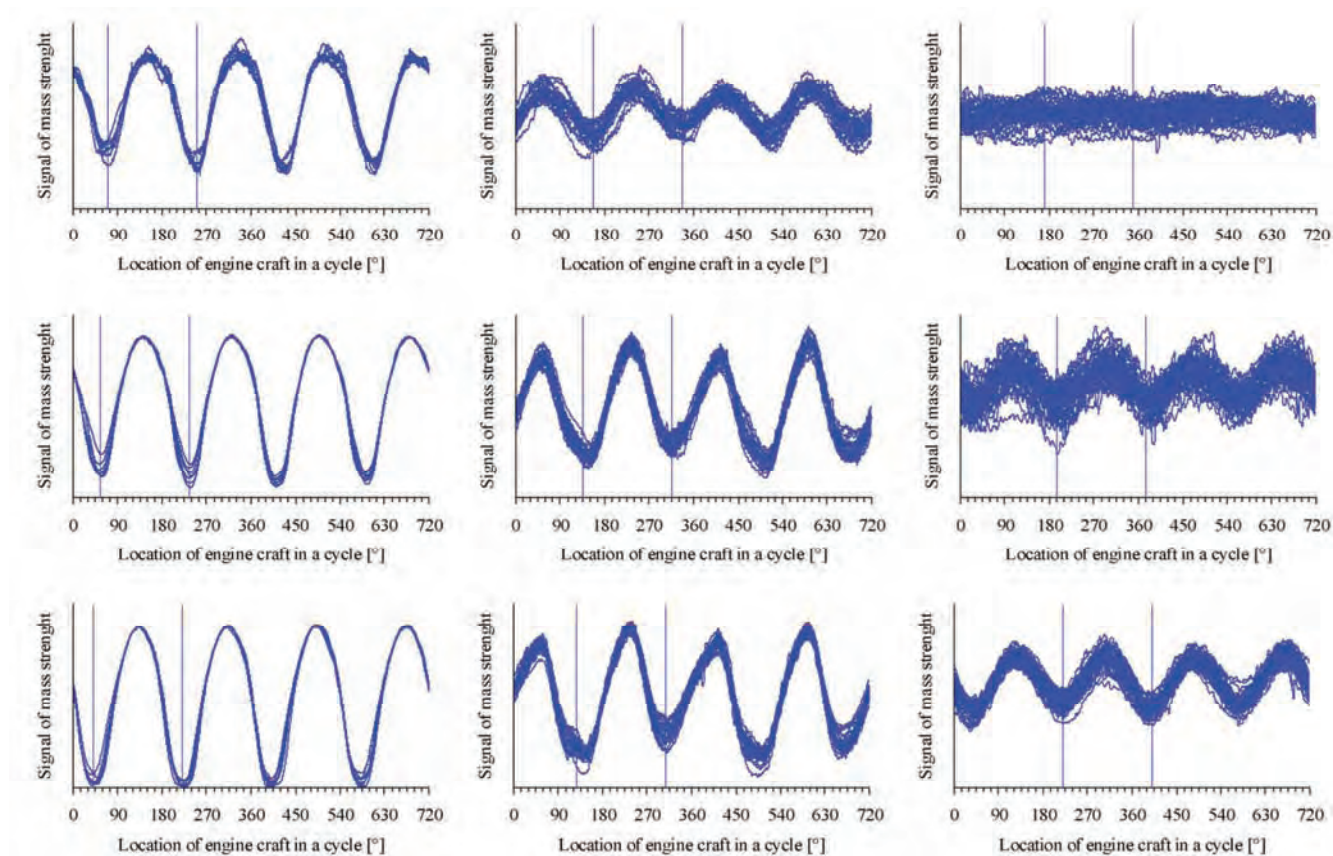 Signal of mass strenght
0 90 180 270 360 450 540 630 720
Location of engine craft in a cycle [°]
Signal of mass strenght
0 90 180 270 360 450 540 630 720
Location of engine craft in a cycle [°]
Signal of mass strenght
0 90 180 270 360 450 540 630 720
Location of engine craft in a cycle [°]
Signal of mass strenght
0 90 180 270 360 450 540 630 720
Location of engine craft in a cycle [°]
Signal of mass strenght
0 90 180 270 360 450 540 630 720
Location of engine craft in a cycle [°]
Signal of mass strenght
0 90 180 270 360 450 540 630 720
Location of engine craft in a cycle [°]
Signal of mass strenght
0 90 180 270 360 450 540 630 720
Location of engine craft in a cycle [°]
Signal of mass strenght
0 90 180 270 360 450 540 630 720
Location of engine craft in a cycle [°]
Signal of mass strenght
0 90 180 270 360 450 540 630 720
Location of engine craft in a cycle [°]